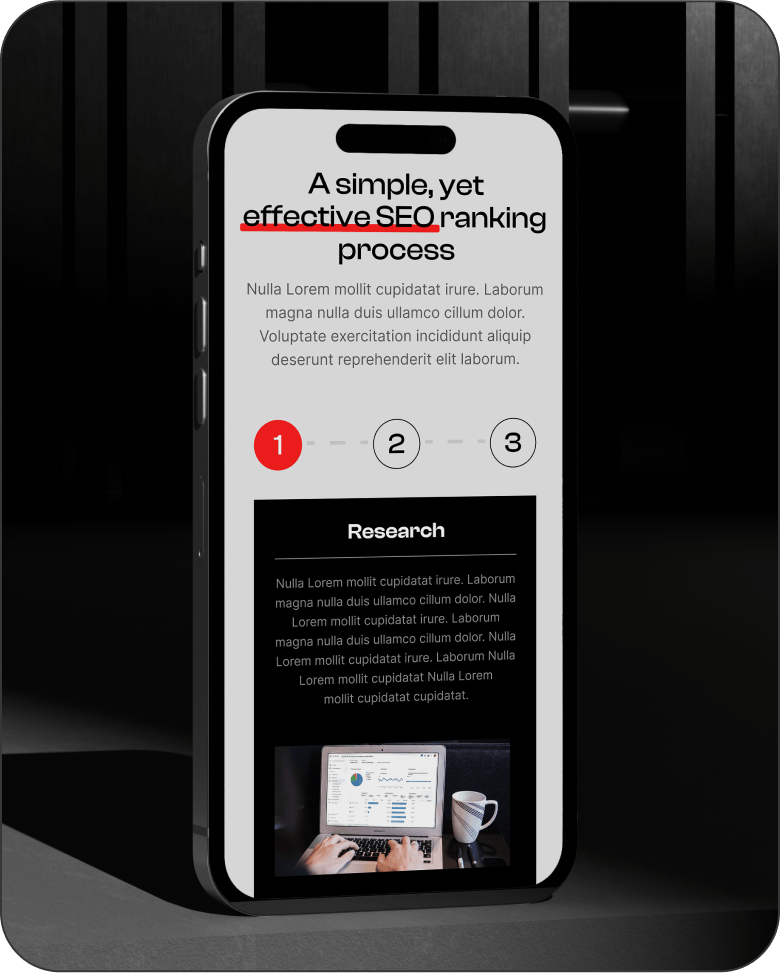 A simple, yet
effective SEO ranking
process
Nulla Lorem mollit cupidatat irure. Laborum
magna nulla duis ullamco cillum dolor.
Voluptate exercitation incididunt aliquip
deserunt reprehenderit elit laborum.
1 2 3
Research
Nulla Lorem mollit cupidatat irure. Laborum
magna nulla duis ullamco cillum dolor. Nulla
Lorem mollit cupidatat irure. Laborum
magna nulla duis ullamco cillum dolor. Nulla
Lorem mollit cupidatat irure. Laborum Nulla
Lorem mollit cupidatat Nulla Lorem
mollit cupidatat cupidatat.